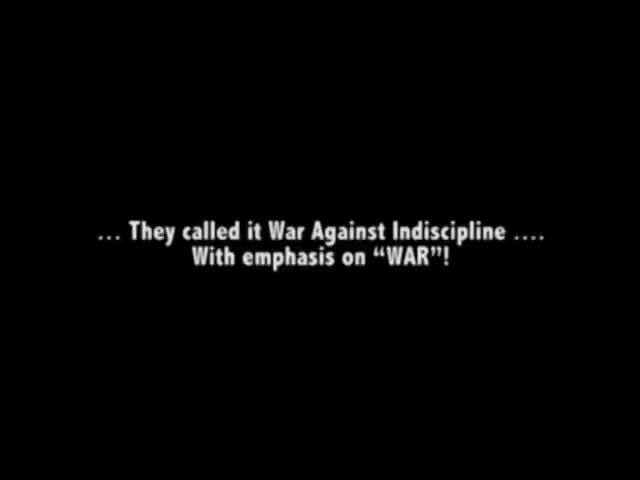 ... They called it War Against Indiscipline ....
With emphasis on “WAR”!